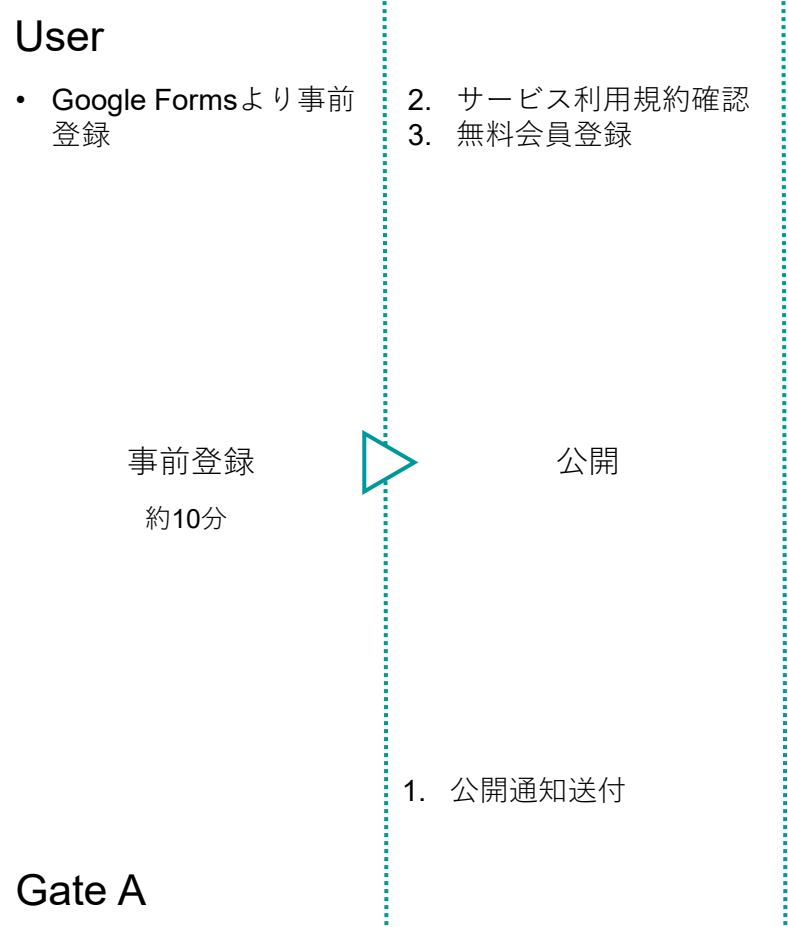 User
• Google Formsより事前
登録
2. サービス利用規約確認
3. 無料会員登録
事前登録
約10分
公開
1. 公開通知送付
Gate A